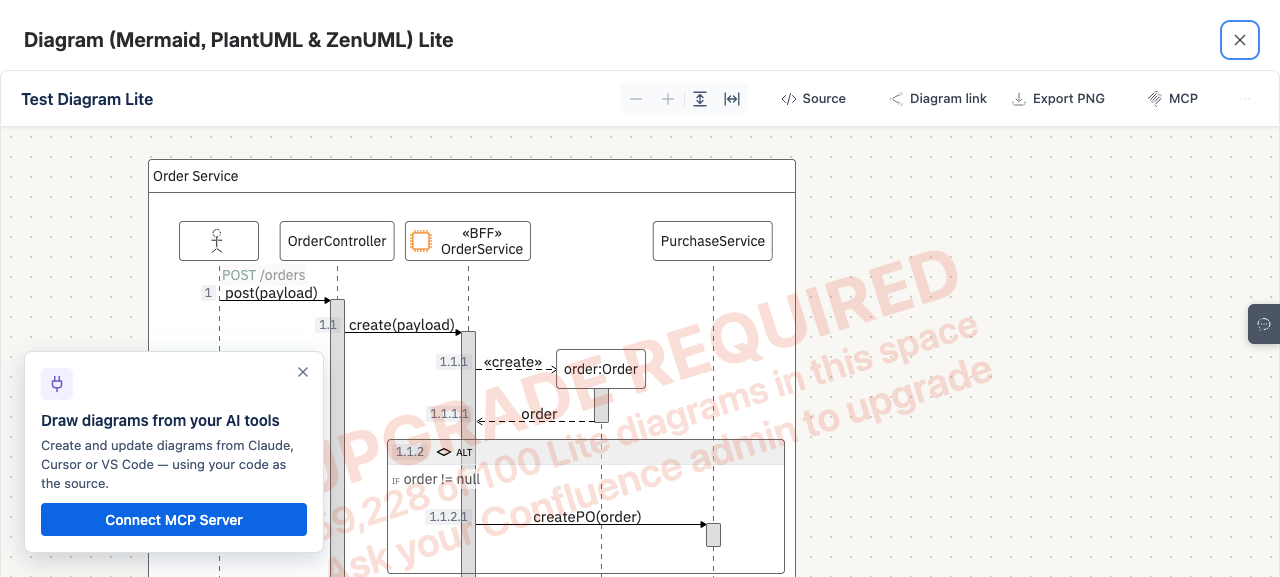 Diagram (Mermaid, PlantUML & ZenUML) Lite
Test Diagram Lite
Source
Diagram link
Export PNG
MCP
Order Service
OrderController
«BFF»
OrderService
PurchaseService
POST /orders
1 post(payload)
1.1 create(payload)
1.1.1 «create»
order:Order
1.1.1.1 order
1.1.2 ALT
IF order != null
1.1.2.1 createPO(order)
UPGRADE REQUIRED
69,228 of 100 Lite diagrams in this space
Ask your Confluence admin to upgrade
Draw diagrams from your AI tools
Create and update diagrams from Claude,
Cursor or VS Code — using your code as
the source.
Connect MCP Server